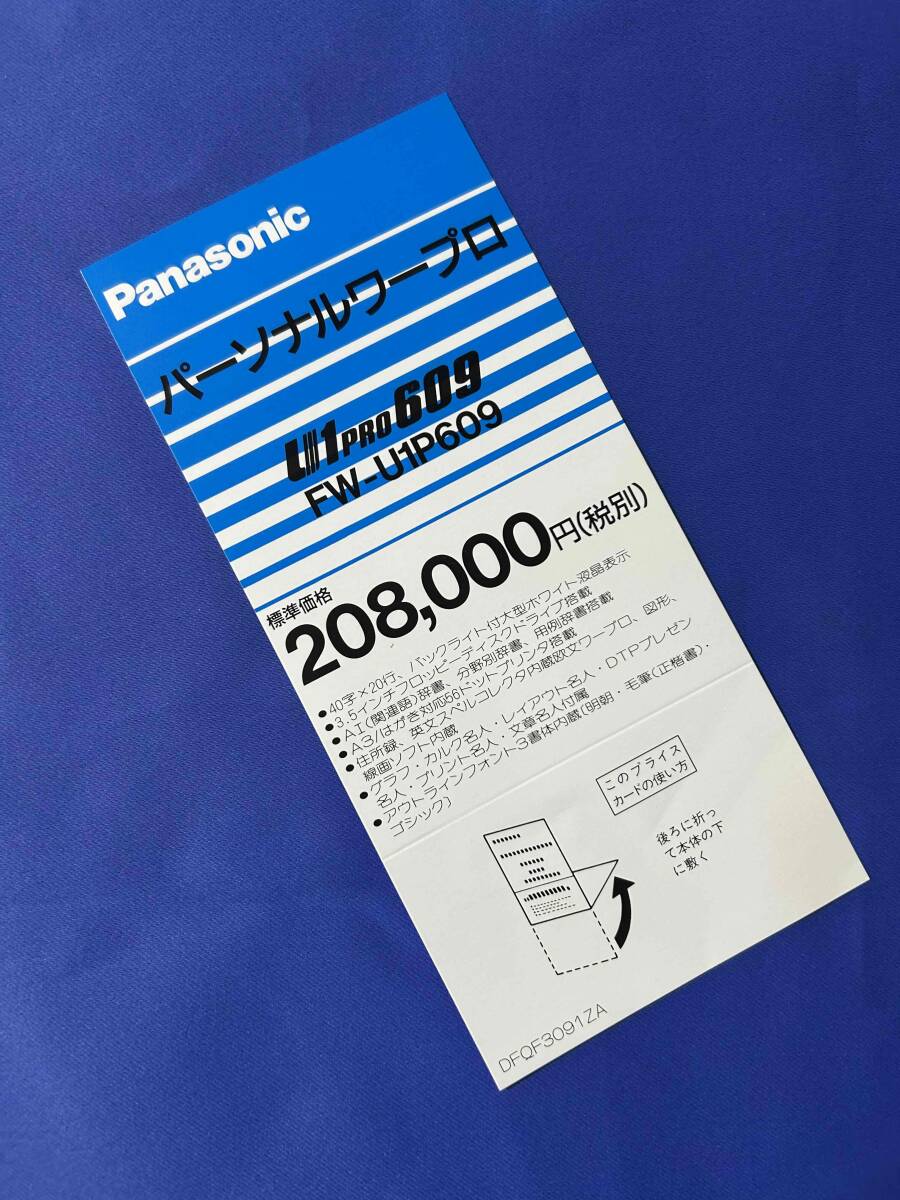 Panasonic
パーソナルワープロ
U1PRO609
FW-U1P609
標準価格
208,000円(税別)
●40字×20行、バックライト付大型ホワイト液晶表示
●3.5インチフロッピーディスクドライブ搭載
●AI(関連語)辞書、分野別辞書、用例辞書搭載
●A3/はがき対応56ドットプリンタ搭載
●住所録、英文スペルコレクタ内蔵欧文ワープロ、図形、
線画ソフト内蔵
●グラフ・カルク名人・レイアウト名人・DTPプレゼン
名人・プリント名人・文章名人付属
●アウトラインフォント3書体内蔵(明朝・毛筆(正楷書)・
ゴシック)
このプライス
カードの使い方
後ろに折っ
て本体の下
に敷く
DFQF3091ZA